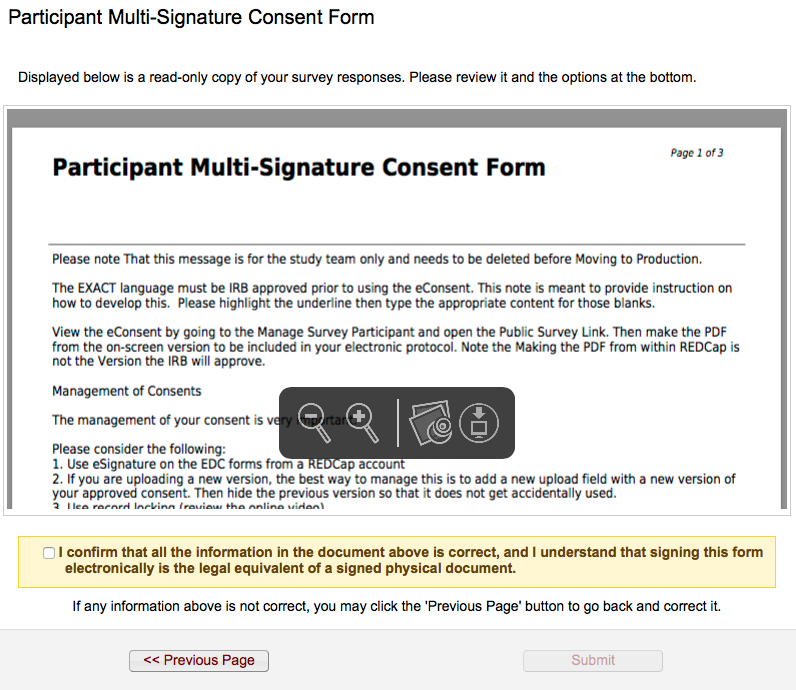 Participant Multi-Signature Consent Form
Displayed below is a read-only copy of your survey responses. Please review it and the options at the bottom.
Page 1 of 3
Participant Multi-Signature Consent Form
Please note That this message is for the study team only and needs to be deleted before Moving to Production.
The EXACT language must be IRB approved prior to using the eConsent. This note is meant to provide instruction on
how to develop this.  Please highlight the underline then type the appropriate content for those blanks.
View the eConsent by going to the Manage Survey Participant and open the Public Survey Link. Then make the PDF
from the on-screen version to be included in your electronic protocol. Note the Making the PDF from within REDCap is
not the Version the IRB will approve.
Management of Consents
The management of your consent is very important
Please consider the following:
1. Use eSignature on the EDC forms from a REDCap account
2. If you are uploading a new version, the best way to manage this is to add a new upload field with a new version of
your approved consent. Then hide the previous version so that it does not get accidentally used.
3. Use record locking (review the online video)
I confirm that all the information in the document above is correct, and I understand that signing this form
electronically is the legal equivalent of a signed physical document.
If any information above is not correct, you may click the 'Previous Page' button to go back and correct it.
<< Previous Page
Submit